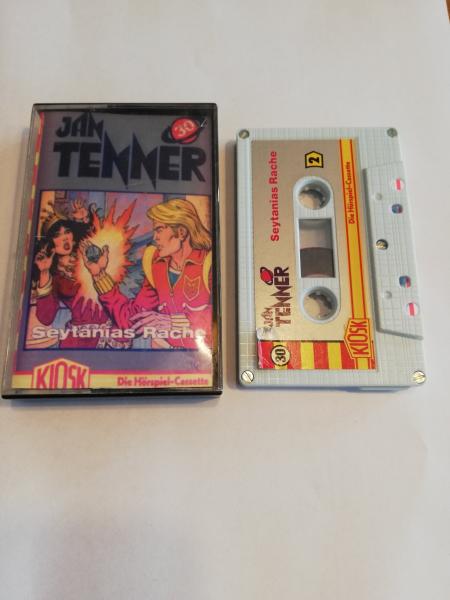 JAN
TENNER
30
Seytanias Rache
KIOSK
Die Hörspiel-Cassette
Seytanias Rache
2
Die Hörspiel-Cassette
JAN
TENNER
30
KIOSK